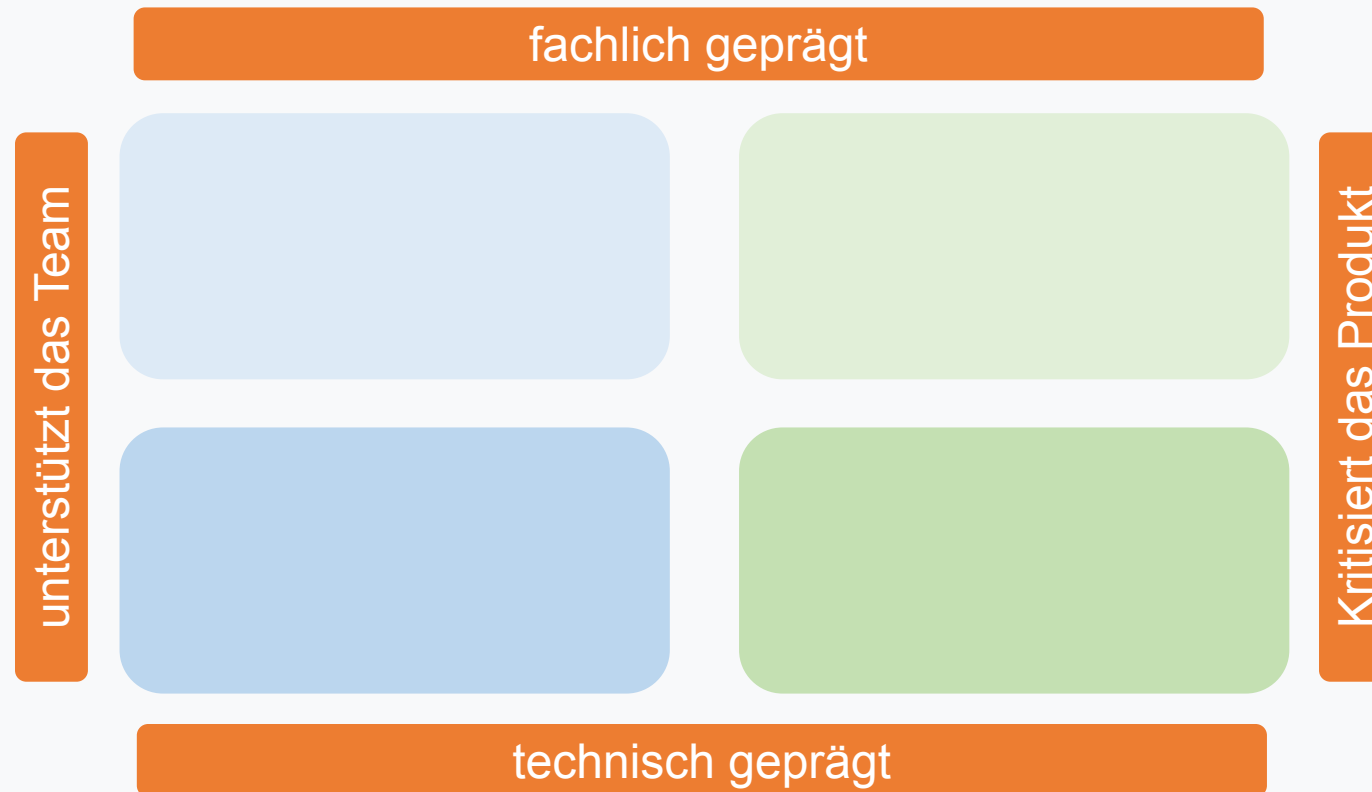 fachlich geprägt
unterstützt das Team
Kritisiert das Produkt
technisch geprägt